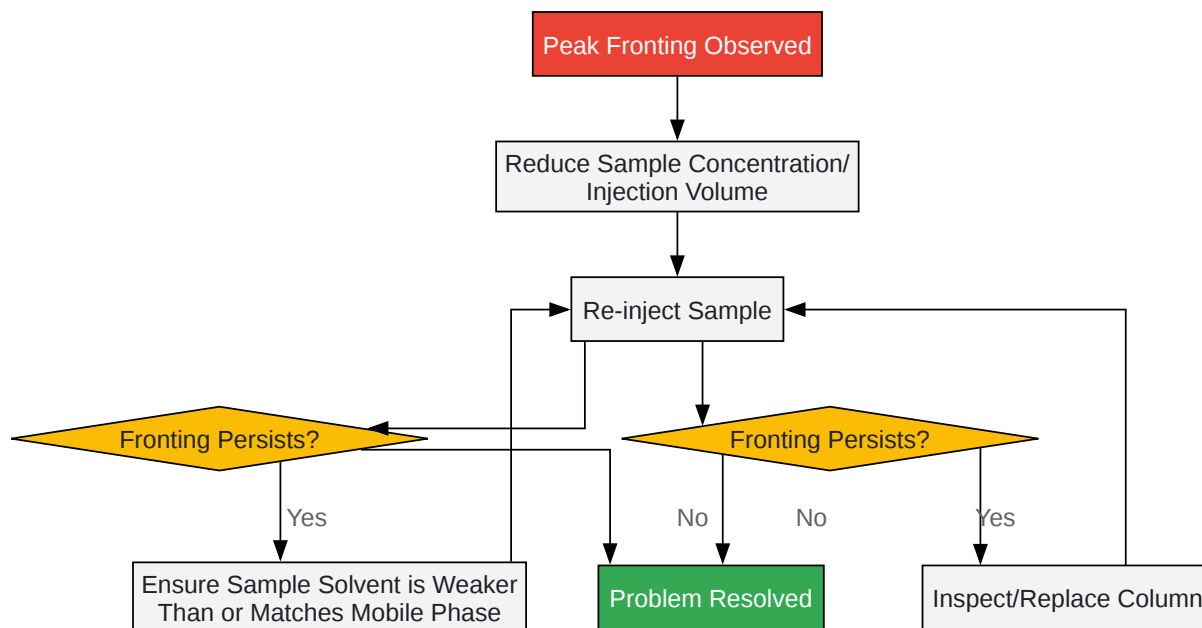 Peak Fronting Observed
Reduce Sample Concentration/
Injection Volume
Re-inject Sample
Fronting Persists?
Fronting Persists?
Yes
No
No
Yes
Ensure Sample Solvent is Weaker
Than or Matches Mobile Phase
Problem Resolved
Inspect/Replace Column